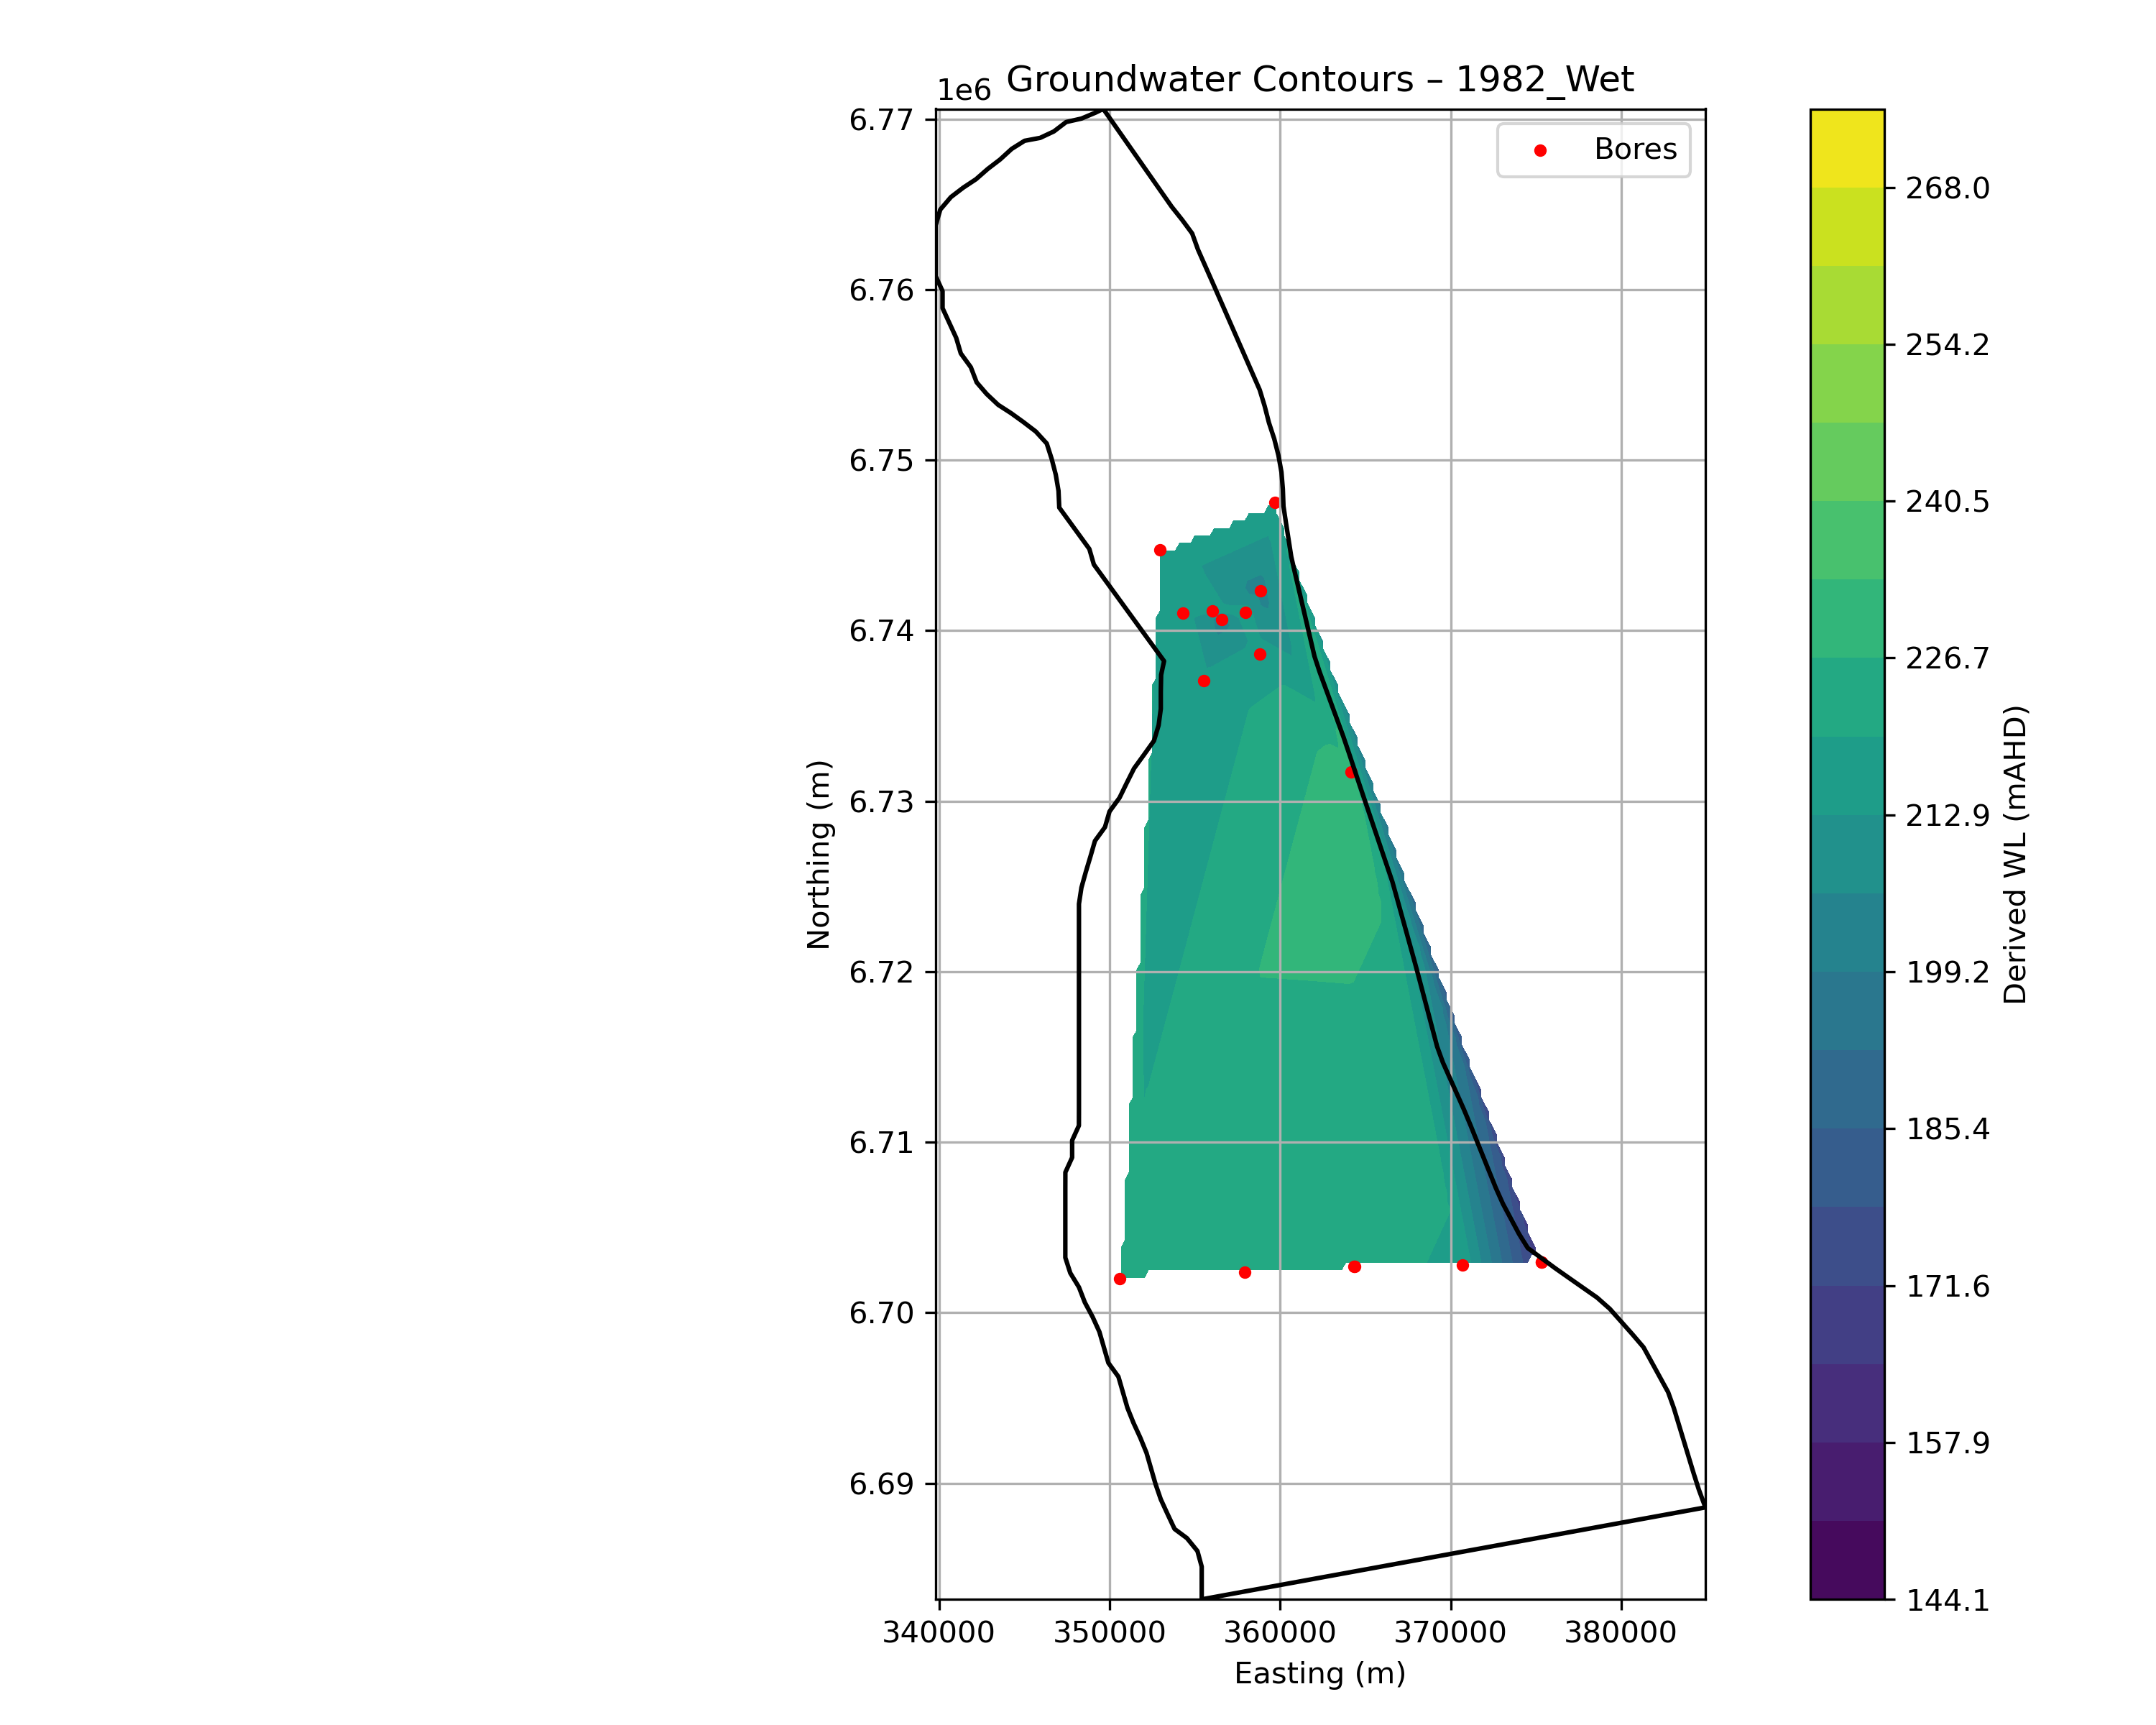 Groundwater Contours – 1982_Wet
1e6
Bores
6.77
6.76
6.75
6.74
6.73
6.72
6.71
6.70
6.69
Northing (m)
340000 350000 360000 370000 380000
Easting (m)
268.0
254.2
240.5
226.7
212.9
199.2
185.4
171.6
157.9
144.1
Derived WL (mAHD)